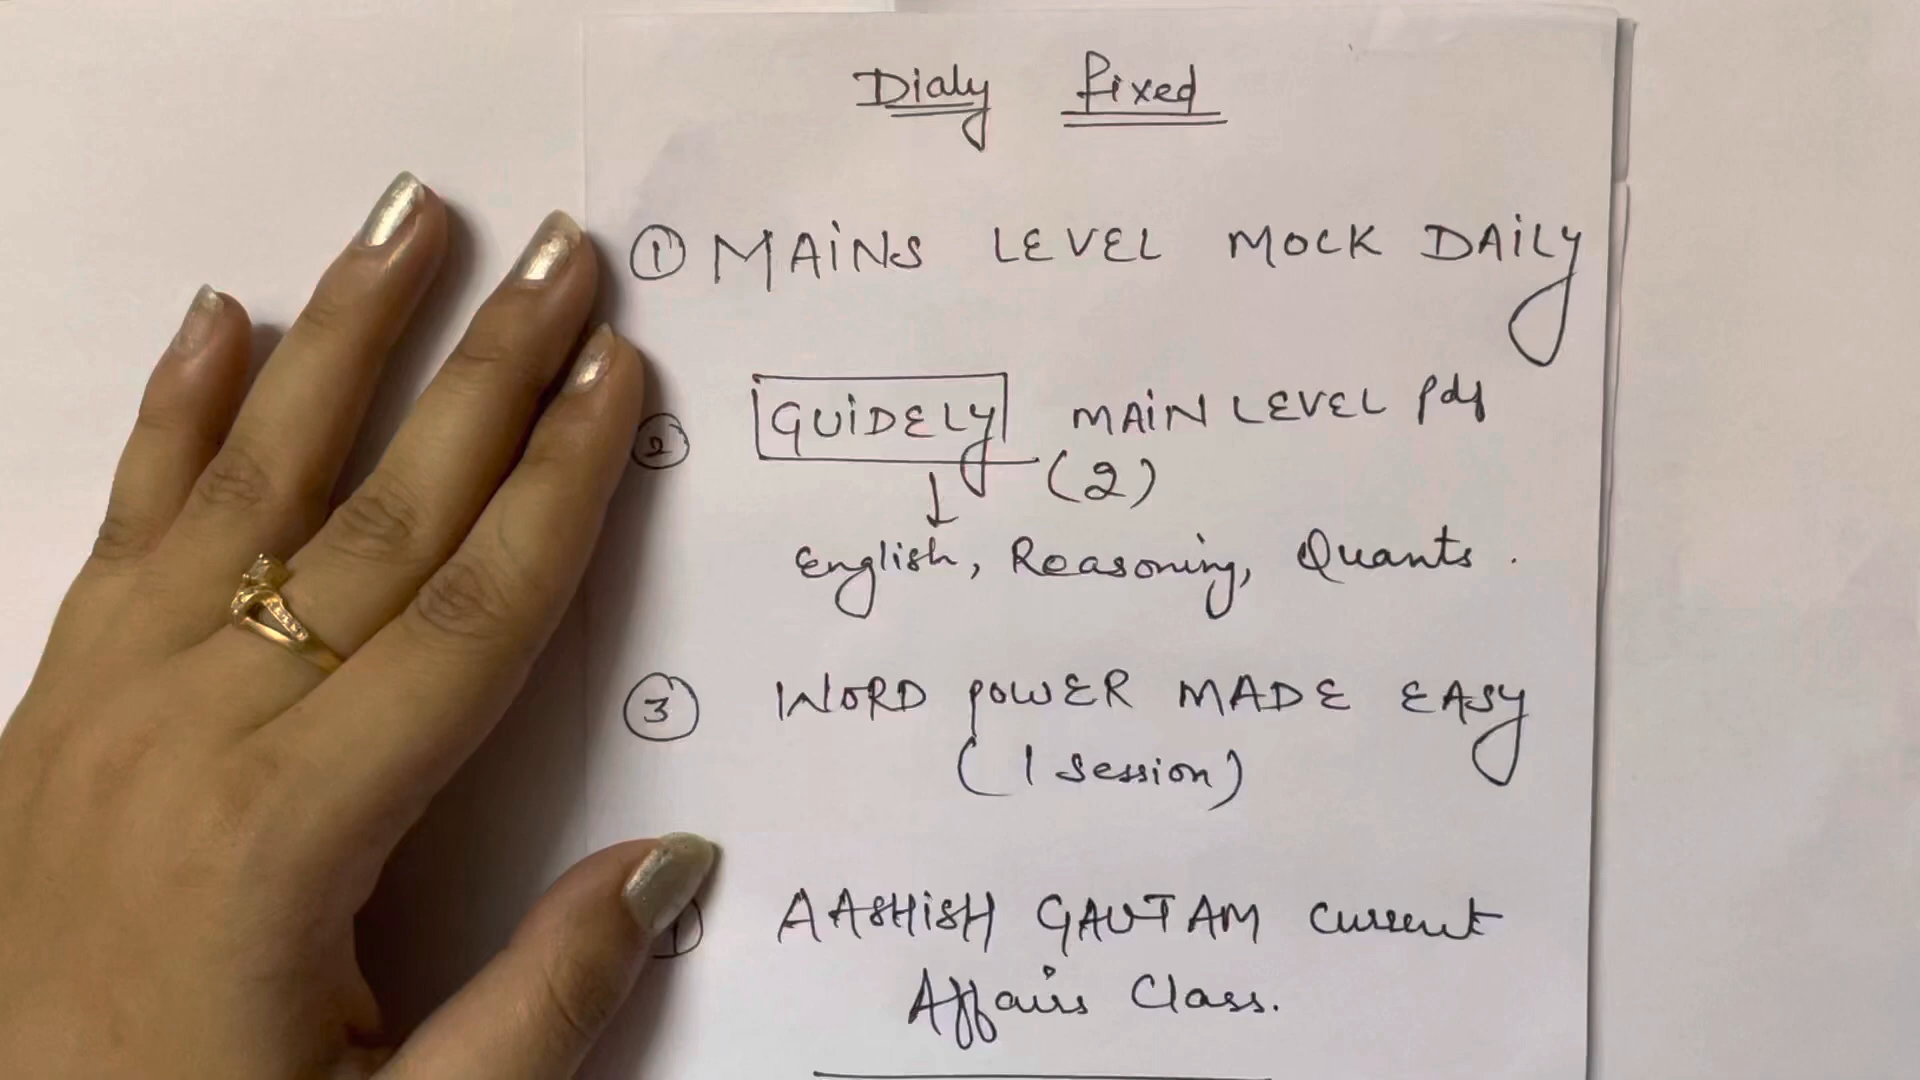 Dialy fixed
① MAiNS LEVEL MOCK DAiLy
② GUiDELy MAiN LEVEL pdf
(2)
↓
English, Reasoning, Quants.
③ WORD POWER MADE EASy
(1 session)
AASHiSH GAUTAM Current
Affairs Class.